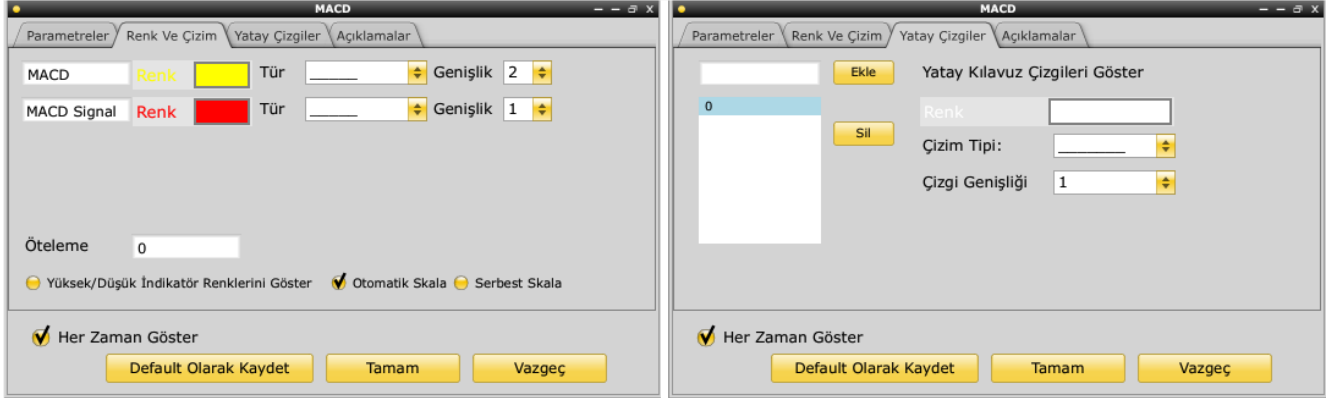 MACD
Parametreler Renk Ve Çizim Yatay Çizgiler Açıklamalar
MACD Renk Tür _____ Genişlik 2
MACD Signal Renk Tür _____ Genişlik 1
Öteleme 0
Yüksek/Düşük İndikatör Renklerini Göster Otomatik Skala Serbest Skala
Her Zaman Göster
Default Olarak Kaydet Tamam Vazgeç
MACD
Parametreler Renk Ve Çizim Yatay Çizgiler Açıklamalar
Ekle Yatay Kılavuz Çizgileri Göster
0 Renk
Sil Çizim Tipi: _______
Çizgi Genişliği 1
Her Zaman Göster
Default Olarak Kaydet Tamam Vazgeç